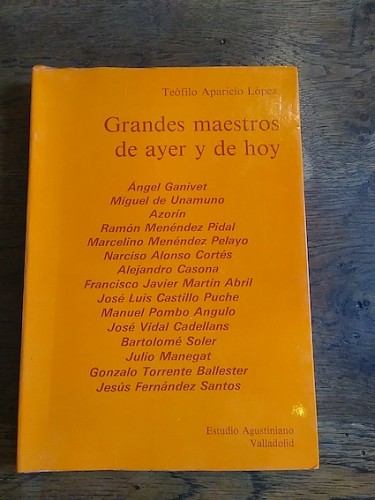 Teófilo Aparicio López
Grandes maestros
de ayer y de hoy
Ángel Ganivet
Miguel de Unamuno
Azorín
Ramón Menéndez Pidal
Marcelino Menéndez Pelayo
Narciso Alonso Cortés
Alejandro Casona
Francisco Javier Martín Abril
José Luis Castillo Puche
Manuel Pombo Angulo
José Vidal Cadellans
Bartolomé Soler
Julio Manegat
Gonzalo Torrente Ballester
Jesús Fernández Santos
Estudio Agustiniano
Valladolid